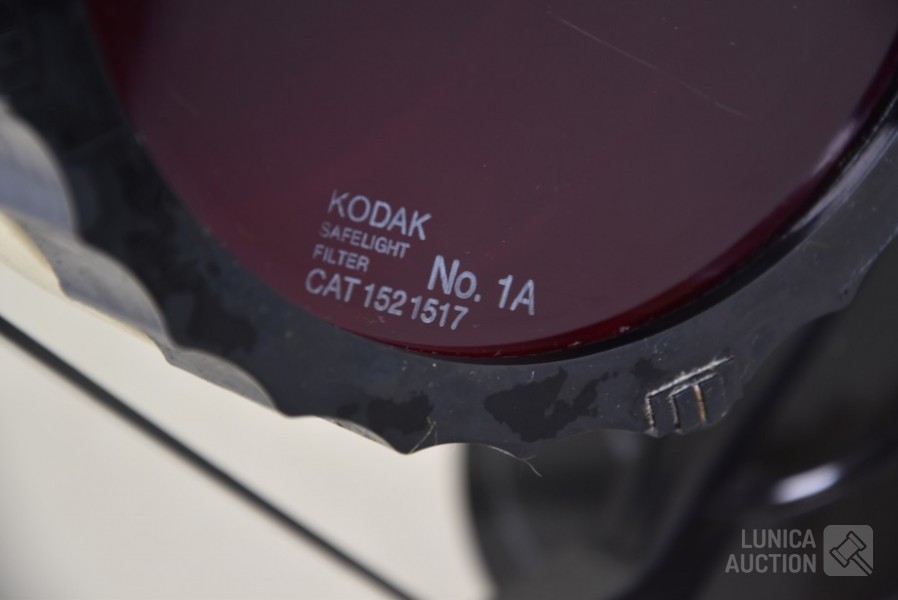 KODAK
SAFELIGHT
FILTER No. 1A
CAT 1521517
LUNICA
AUCTION